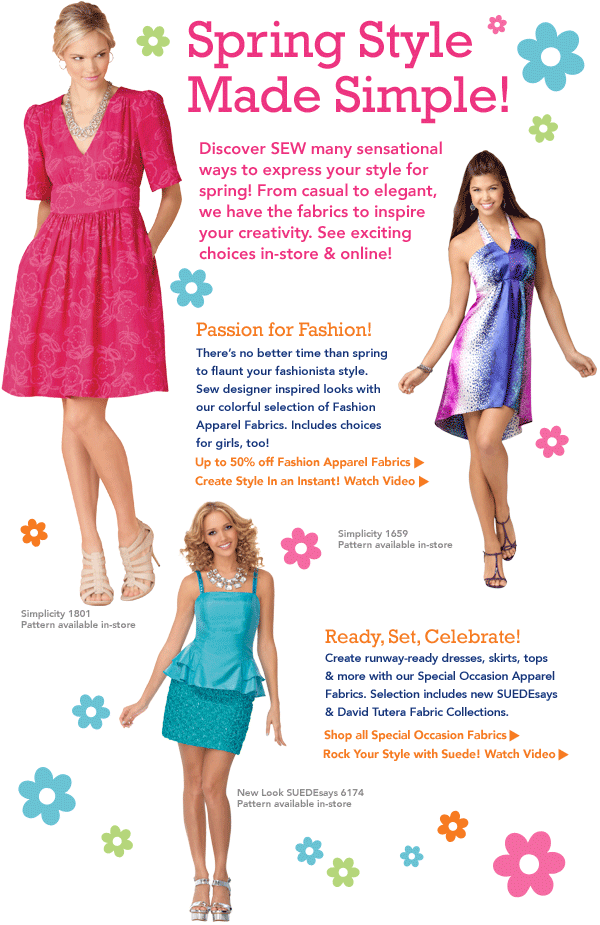 Spring Style
Made Simple!
Discover SEW many sensational
ways to express your style for
spring! From casual to elegant,
we have the fabrics to inspire
your creativity. See exciting
choices in-store & online!
Passion for Fashion!
There's no better time than spring
to flaunt your fashionista style.
Sew designer inspired looks with
our colorful selection of Fashion
Apparel Fabrics. Includes choices
for girls, too!
Up to 50% off Fashion Apparel Fabrics ▶
Create Style In an Instant! Watch Video ▶
Simplicity 1659
Pattern available in-store
Simplicity 1801
Pattern available in-store
Ready, Set, Celebrate!
Create runway-ready dresses, skirts, tops
& more with our Special Occasion Apparel
Fabrics. Selection includes new SUEDEsays
& David Tutera Fabric Collections.
Shop all Special Occasion Fabrics ▶
Rock Your Style with Suede! Watch Video ▶
New Look SUEDEsays 6174
Pattern available in-store